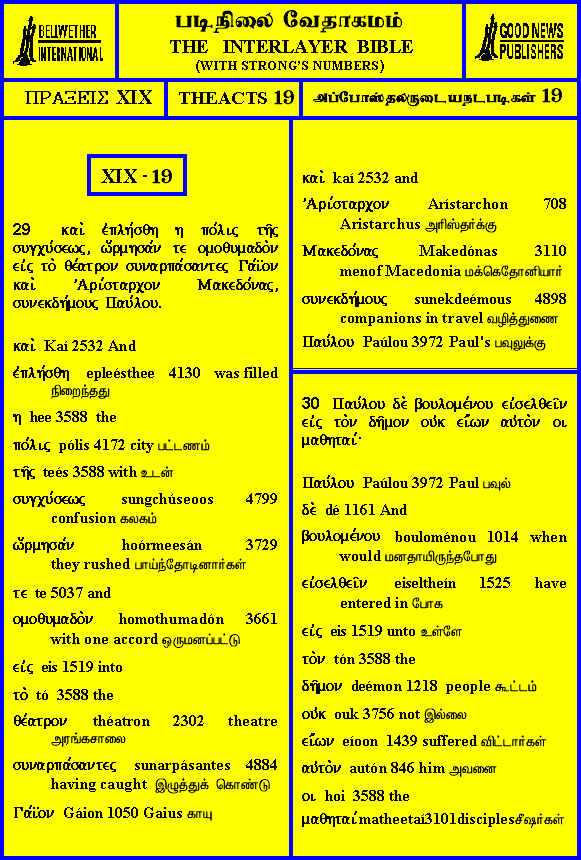 BELLWETHER
INTERNATIONAL
படிநிலை வேதாகமம்
THE INTERLAYER BIBLE
(WITH STRONG'S NUMBERS)
GOOD NEWS
PUBLISHERS
ΠΡΑΞΕΙΣ XIX
THEACTS 19
அப்போஸ்தலருடையநடபடிகள் 19
XIX - 19
29 καὶ ἐπλήσθη η πόλις τῆς
συγχύσεως, ὥρμησάν τε ομοθυμαδὸν
εἰς τὸ θέατρον συναρπάσαντες Γάϊον
καὶ Ἀρίσταρχον Μακεδόνας,
συνεκδήμους Παύλου.
καὶ Kaí 2532 And
ἐπλήσθη epleésthee 4130 was filled
நிறைந்தது
η hee 3588 the
πόλις pólis 4172 city பட்டணம்
τῆς teés 3588 with உடன்
συγχύσεως sungchúseoos 4799
confusion கலகம்
ὥρμησάν hoórmeesán 3729
they rushed பாய்ந்தோடினார்கள்
τε te 5037 and
ομοθυμαδὸν homothumadón 3661
with one accord ஒருமனப்பட்டு
εἰς eis 1519 into
τὸ tó 3588 the
θέατρον théatron 2302 theatre
அரங்கசாலை
συναρπάσαντες sunarpásantes 4884
having caught இழுத்துக் கொண்டு
Γάϊον Gáion 1050 Gaius காயு
καὶ kaí 2532 and
Ἀρίσταρχον Arístarchon 708
Aristarchus அரிஸ்தர்க்கு
Μακεδόνας Makedónas 3110
menof Macedonia மக்கெதோனியார்
συνεκδήμους sunekdeémous 4898
companions in travel வழித்துணை
Παύλου Paúlou 3972 Paul's பவுலுக்கு
30 Παύλου δὲ βουλομένου εἰσελθεῖν
εἰς τὸν δῆμον οὐκ εἴων αὐτὸν οι
μαθηταί·
Παύλου Paúlou 3972 Paul பவுல்
δὲ dé 1161 And
βουλομένου bouloménou 1014 when
would மனதாயிருந்தபோது
εἰσελθεῖν eiseltheín 1525 have
entered in போக
εἰς eis 1519 unto உள்ளே
τὸν tón 3588 the
δῆμον deémon 1218 people கூட்டம்
οὐκ ouk 3756 not இல்லை
εἴων eíoon 1439 suffered விட்டார்கள்
αὐτὸν autón 846 him அவனை
οι hoi 3588 the
μαθηταί matheetaí3101disciplesசீஷர்கள்